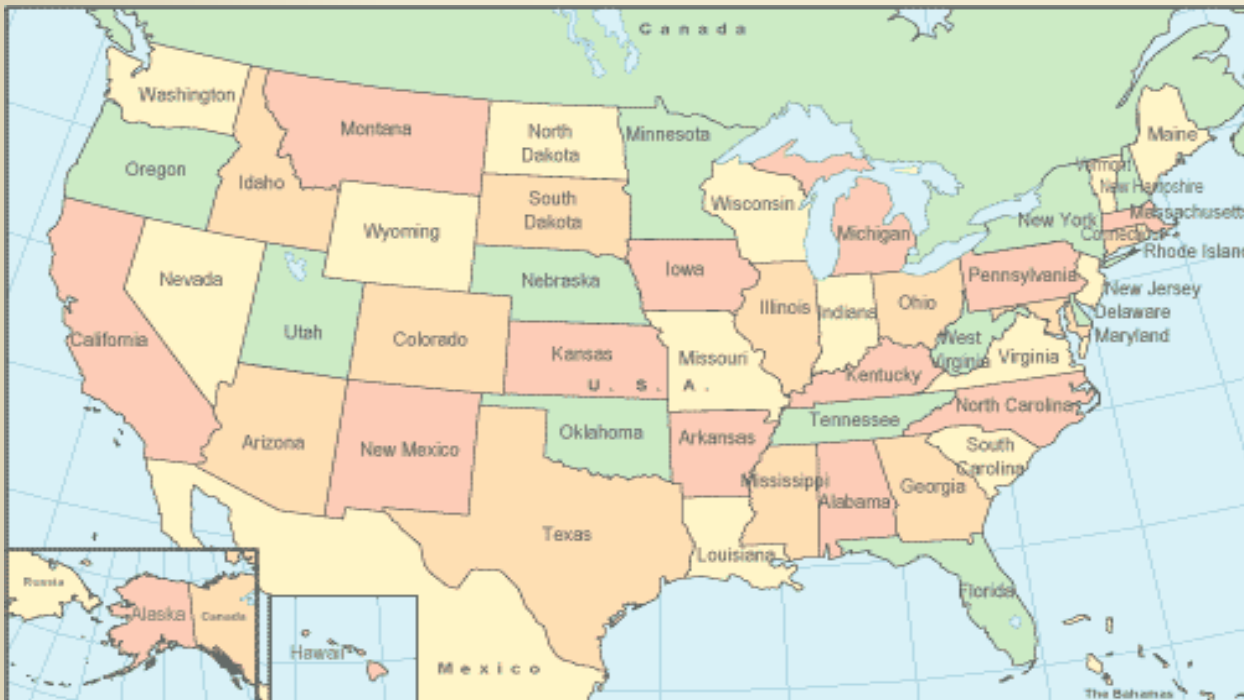 Canada
Washington
Montana
North
Dakota
Minnesota
Maine
Oregon
Idaho
South
Dakota
Wisconsin
Vermont
New Hampshire
Wyoming
Michigan
New York
Massachusetts
Connecticut
Rhode Island
Nevada
Nebraska
Iowa
Pennsylvania
New Jersey
Utah
Colorado
Illinois
Indiana
Ohio
Delaware
Maryland
California
Kansas
Missouri
West
Virginia
Virginia
U. S. A.
Kentucky
North Carolina
Arizona
New Mexico
Oklahoma
Arkansas
Tennessee
South
Carolina
Mississippi
Alabama
Georgia
Texas
Louisiana
Florida
Russia
Alaska
Canada
Hawaii
Mexico
The Bahamas